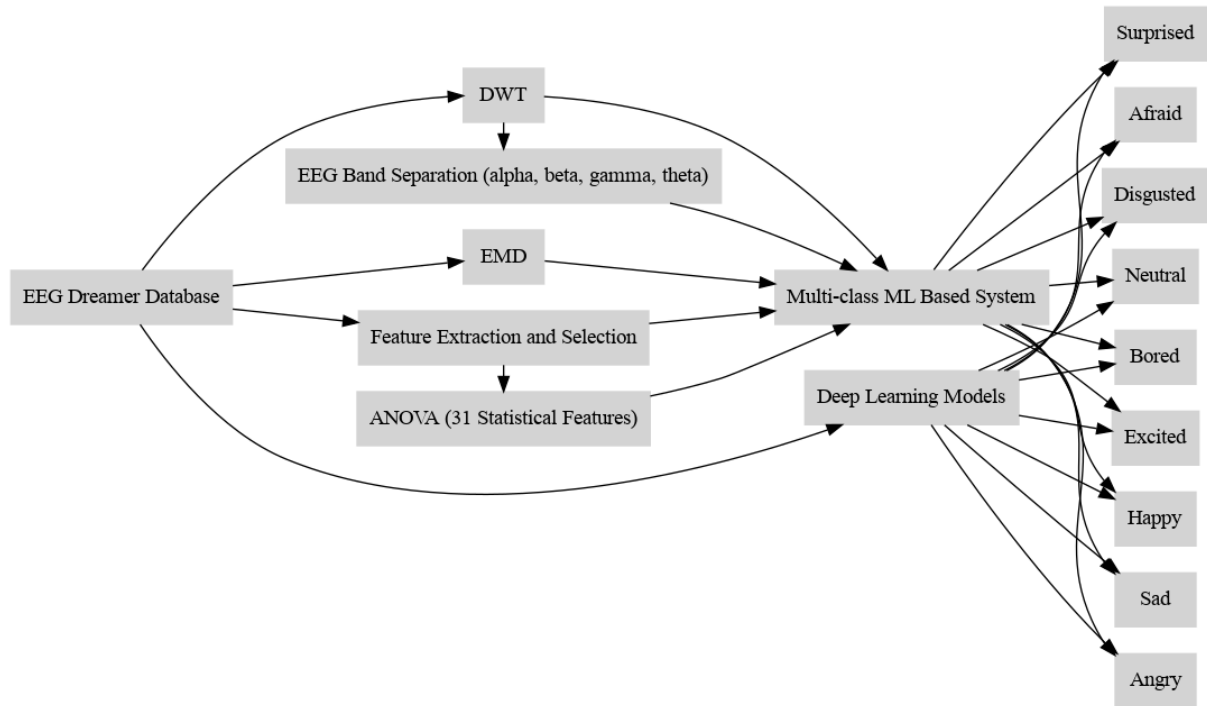 EEG Dreamer Database
DWT
EEG Band Separation (alpha, beta, gamma, theta)
EMD
Feature Extraction and Selection
ANOVA (31 Statistical Features)
Multi-class ML Based System
Deep Learning Models
Surprised
Afraid
Disgusted
Neutral
Bored
Excited
Happy
Sad
Angry